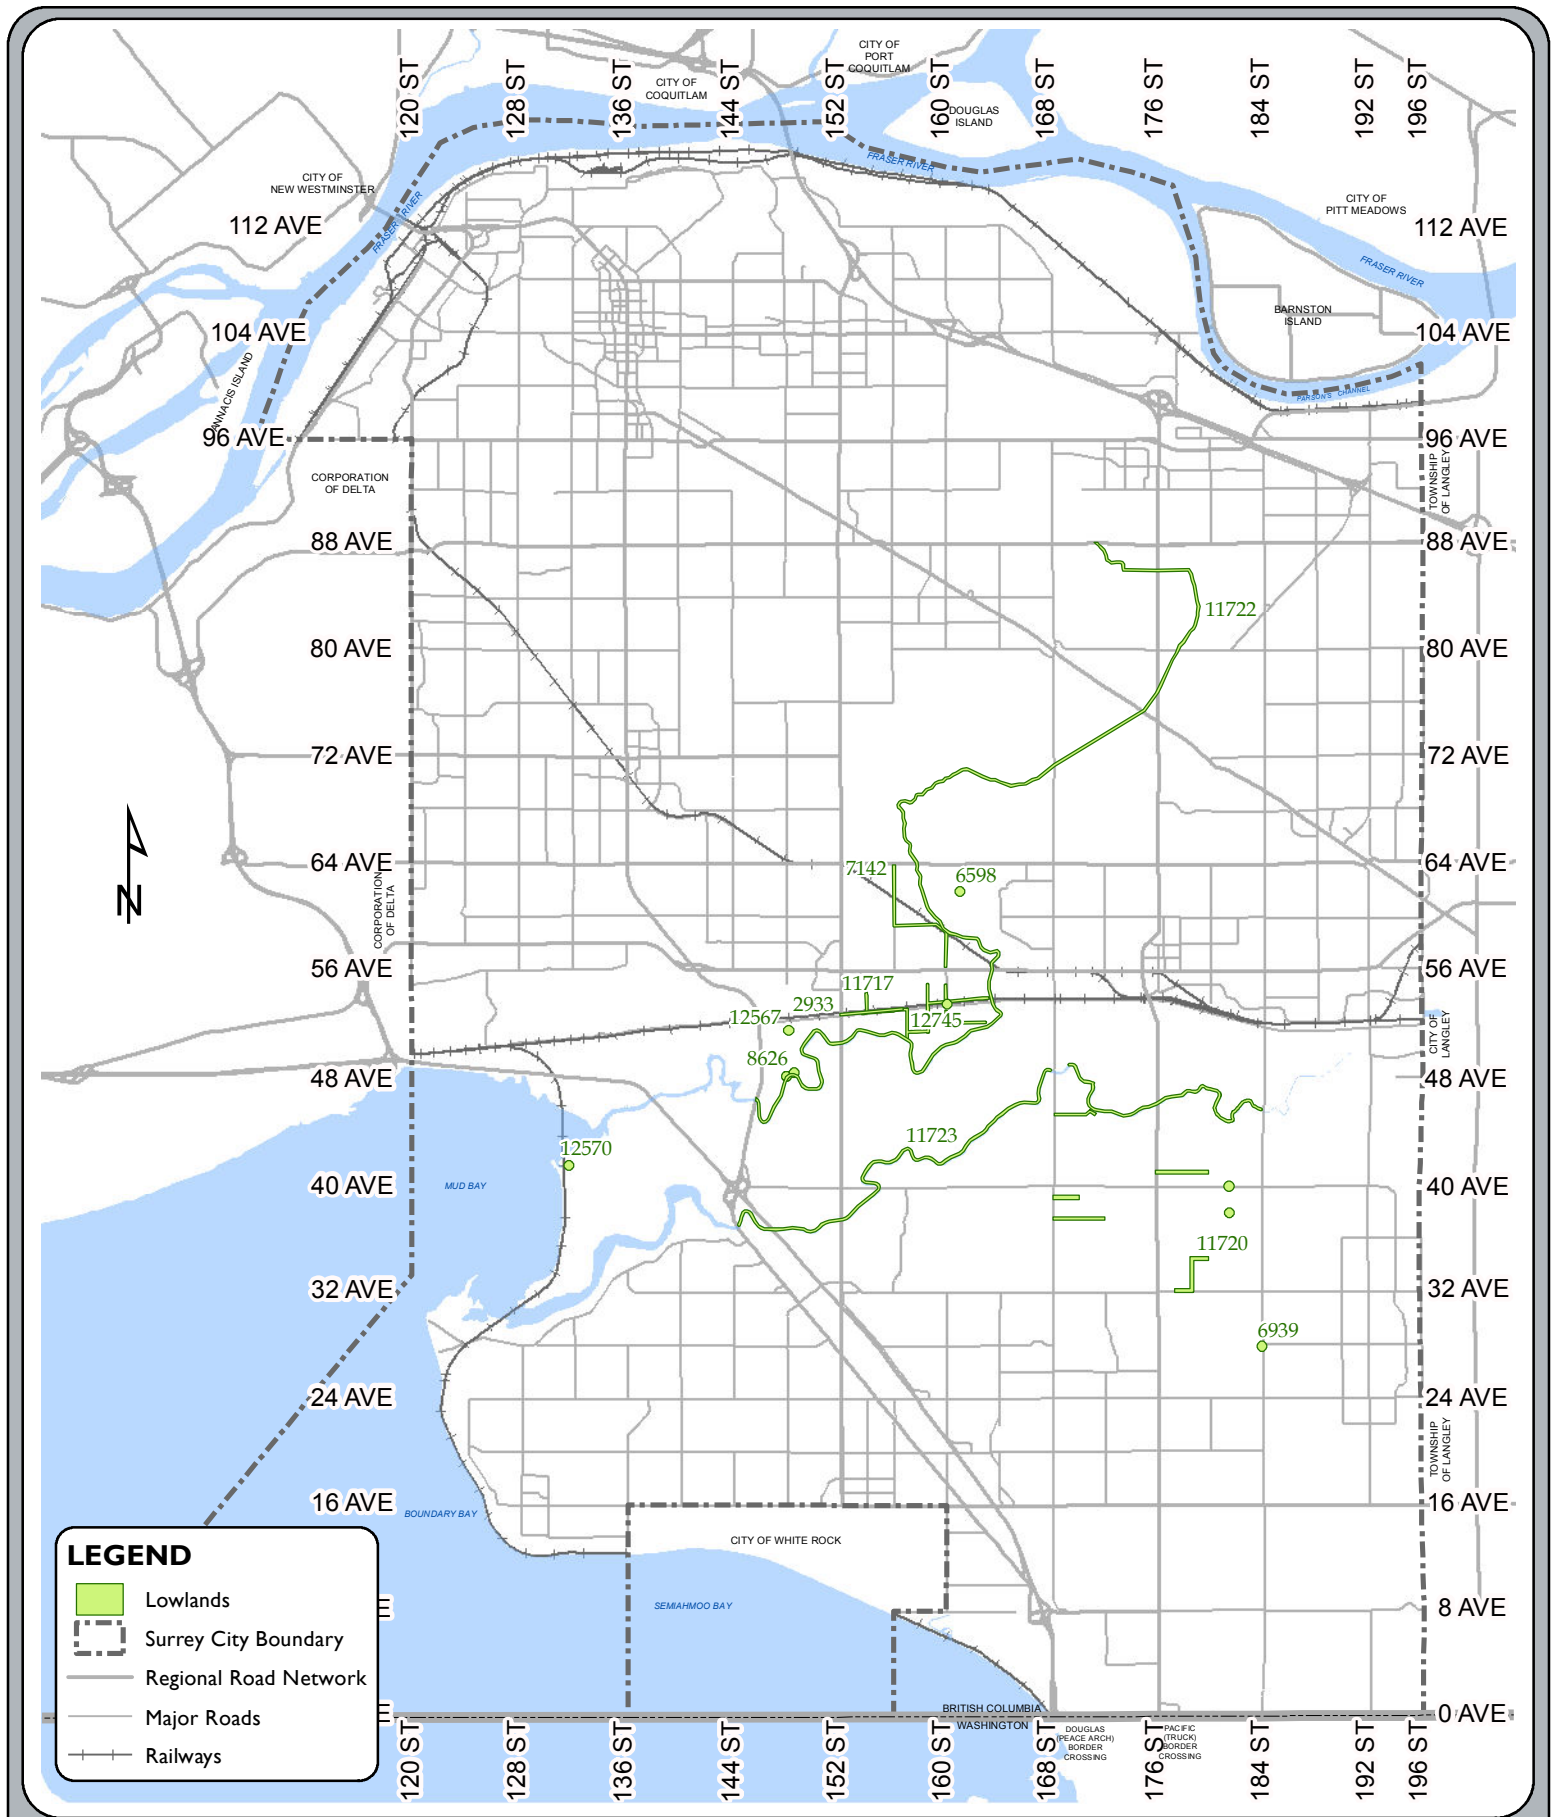 120 ST
128 ST
136 ST
144 ST
152 ST
160 ST
168 ST
176 ST
184 ST
192 ST
196 ST
CITY OF
COQUITLAM
CITY OF
PORT
COQUITLAM
DOUGLAS
ISLAND
FRASER RIVER
CITY OF
NEW WESTMINSTER
FRASER RIVER
CITY OF
PITT MEADOWS
112 AVE
112 AVE
FRASER RIVER
BARNSTON
ISLAND
104 AVE
104 AVE
ANNACIS ISLAND
PARSON'S CHANNEL
96 AVE
96 AVE
CORPORATION
OF DELTA
TOWNSHIP
OF LANGLEY
88 AVE
88 AVE
11722
80 AVE
80 AVE
72 AVE
72 AVE
64 AVE
7142
6598
64 AVE
CORPORATION
OF DELTA
N
56 AVE
56 AVE
11717
2933
12567
12745
CITY OF
LANGLEY
8626
48 AVE
48 AVE
11723
12570
40 AVE
MUD BAY
40 AVE
11720
32 AVE
32 AVE
6939
24 AVE
24 AVE
TOWNSHIP
OF LANGLEY
16 AVE
16 AVE
BOUNDARY BAY
CITY OF WHITE ROCK
SEMIAHMOO BAY
E
8 AVE
LEGEND
Lowlands
Surrey City Boundary
Regional Road Network
Major Roads
Railways
E
BRITISH COLUMBIA
WASHINGTON
0 AVE
DOUGLAS
(PEACE ARCH)
BORDER
CROSSING
PACIFIC
(TRUCK)
BORDER
CROSSING
120 ST
128 ST
136 ST
144 ST
152 ST
160 ST
168 ST
176 ST
184 ST
192 ST
196 ST